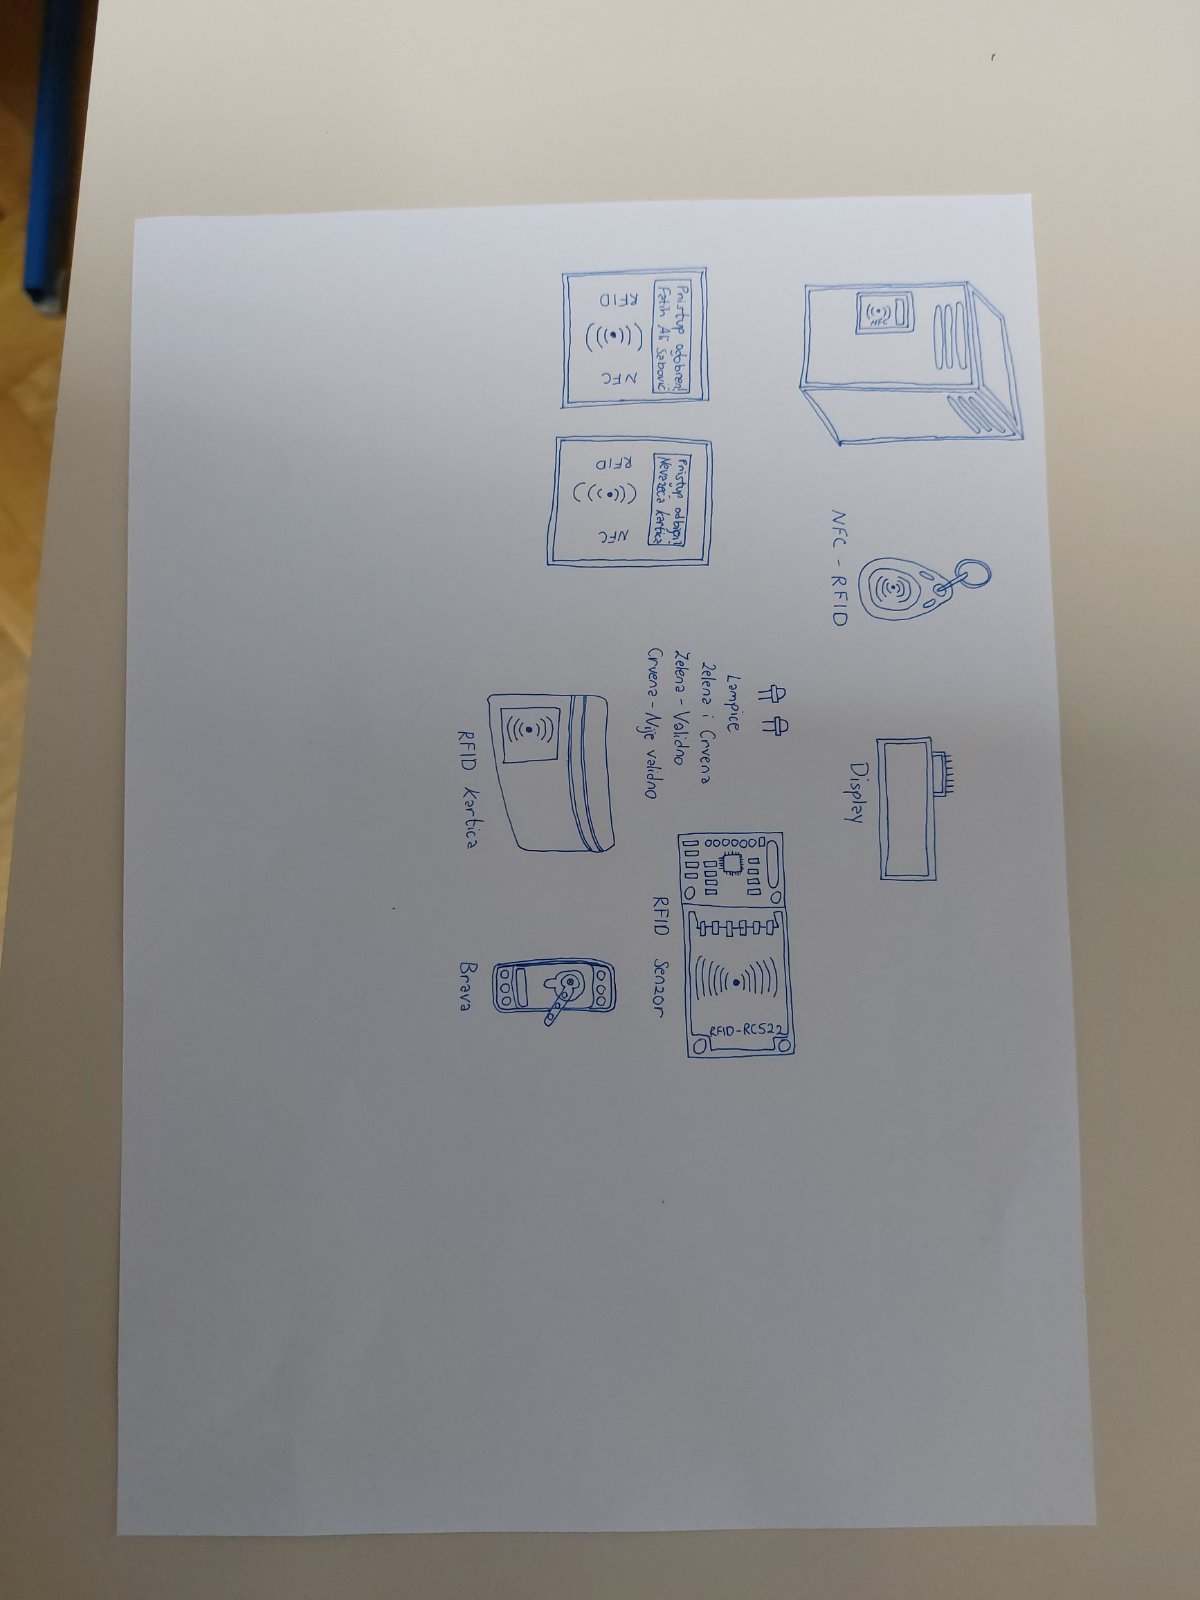 NFC
NFC - RFID
Display
Pristup odobren!
Fatih Ali Sabović
RFID
NFC
Pristup odbijen!
Nevažeća kartica
RFID
NFC
Lampice
Zelena i Crvena
Zelena - Validno
Crvena - Nije validno
RFID-RC522
RFID Senzor
RFID kartica
Brava